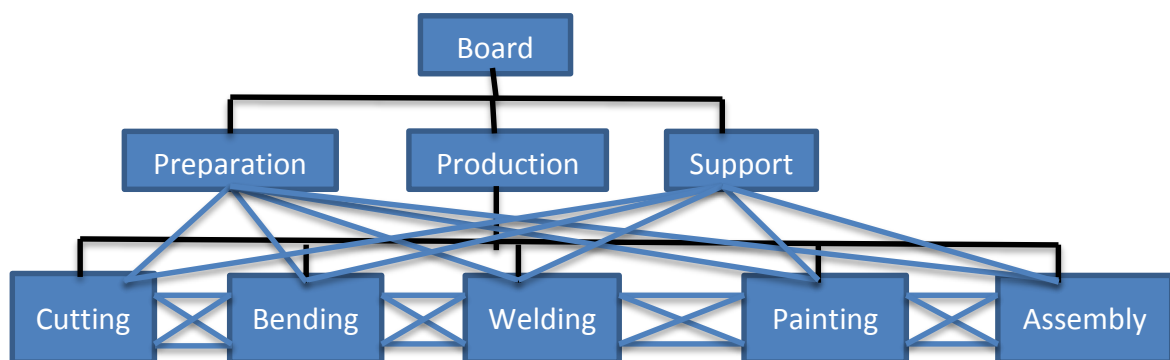 Board
Preparation
Production
Support
Cutting
Bending
Welding
Painting
Assembly